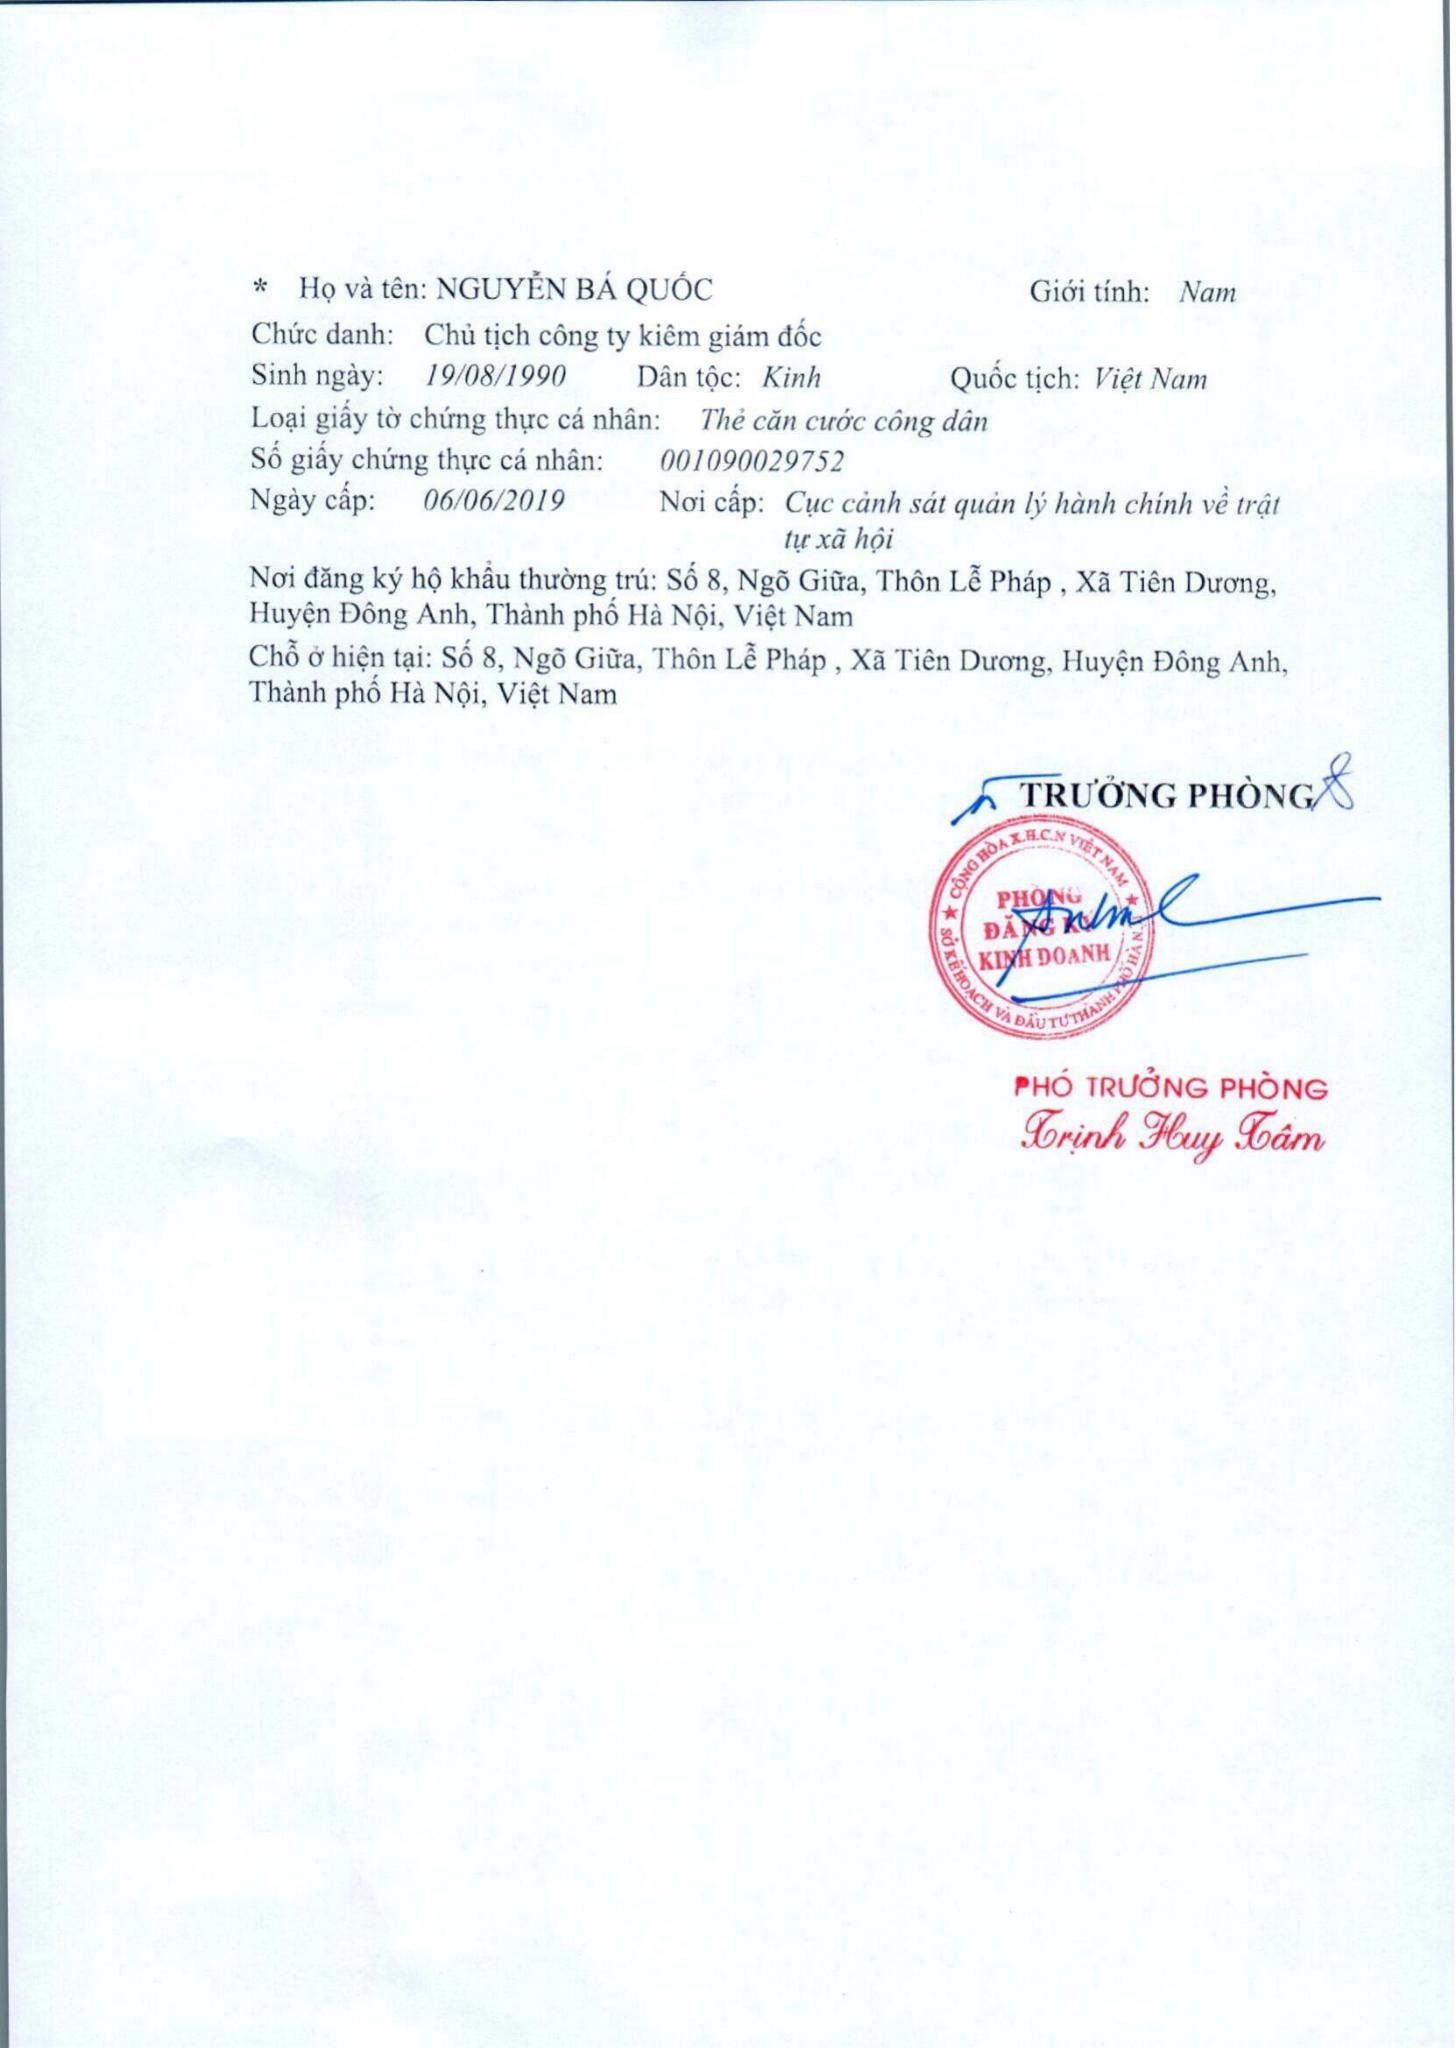 * Họ và tên: NGUYỄN BÁ QUỐC Giới tính: Nam
Chức danh: Chủ tịch công ty kiêm giám đốc
Sinh ngày: 19/08/1990 Dân tộc: Kinh Quốc tịch: Việt Nam
Loại giấy tờ chứng thực cá nhân: Thẻ căn cước công dân
Số giấy chứng thực cá nhân: 001090029752
Ngày cấp: 06/06/2019 Nơi cấp: Cục cảnh sát quản lý hành chính về trật
tự xã hội
Nơi đăng ký hộ khẩu thường trú: Số 8, Ngõ Giữa, Thôn Lễ Pháp , Xã Tiên Dương,
Huyện Đông Anh, Thành phố Hà Nội, Việt Nam
Chỗ ở hiện tại: Số 8, Ngõ Giữa, Thôn Lễ Pháp , Xã Tiên Dương, Huyện Đông Anh,
Thành phố Hà Nội, Việt Nam
TRƯỞNG PHÒNG
CỘNG HÒA X.H.C.N VIỆT NAM
PHÒNG
ĐĂNG KÝ
KINH DOANH
SỞ KẾ HOẠCH VÀ ĐẦU TƯ THÀNH PHỐ HÀ NỘI
PHÓ TRƯỞNG PHÒNG
Trịnh Huy Tâm